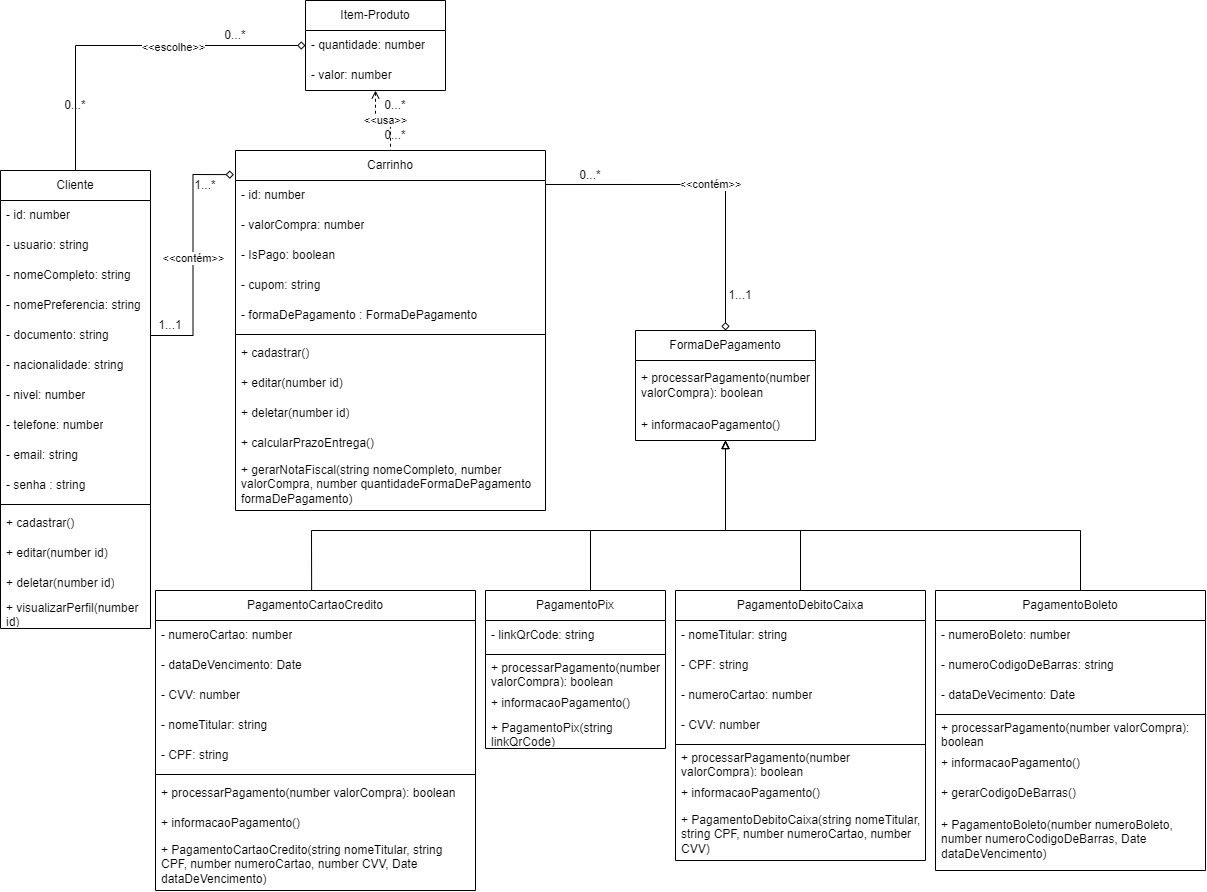 Item-Produto
- quantidade: number
- valor: number
0...*
<<escolhe>>
0...*
0...*
<<usa>>
0...*
Cliente
- id: number
- usuario: string
- nomeCompleto: string
- nomePreferencia: string
- documento: string
- nacionalidade: string
- nivel: number
- telefone: number
- email: string
- senha : string
+ cadastrar()
+ editar(number id)
+ deletar(number id)
+ visualizarPerfil(number
id)
1...*
<<contém>>
1...1
Carrinho
- id: number
- valorCompra: number
- IsPago: boolean
- cupom: string
- formaDePagamento : FormaDePagamento
+ cadastrar()
+ editar(number id)
+ deletar(number id)
+ calcularPrazoEntrega()
+ gerarNotaFiscal(string nomeCompleto, number
valorCompra, number quantidadeFormaDePagamento
formaDePagamento)
0...*
<<contém>>
1...1
FormaDePagamento
+ processarPagamento(number
valorCompra): boolean
+ informacaoPagamento()
PagamentoCartaoCredito
- numeroCartao: number
- dataDeVencimento: Date
- CVV: number
- nomeTitular: string
- CPF: string
+ processarPagamento(number valorCompra): boolean
+ informacaoPagamento()
+ PagamentoCartaoCredito(string nomeTitular, string
CPF, number numeroCartao, number CVV, Date
dataDeVencimento)
PagamentoPix
- linkQrCode: string
+ processarPagamento(number
valorCompra): boolean
+ informacaoPagamento()
+ PagamentoPix(string
linkQrCode)
PagamentoDebitoCaixa
- nomeTitular: string
- CPF: string
- numeroCartao: number
- CVV: number
+ processarPagamento(number
valorCompra): boolean
+ informacaoPagamento()
+ PagamentoDebitoCaixa(string nomeTitular,
string CPF, number numeroCartao, number
CVV)
PagamentoBoleto
- numeroBoleto: number
- numeroCodigoDeBarras: string
- dataDeVecimento: Date
+ processarPagamento(number valorCompra):
boolean
+ informacaoPagamento()
+ gerarCodigoDeBarras()
+ PagamentoBoleto(number numeroBoleto,
number numeroCodigoDeBarras, Date
dataDeVencimento)